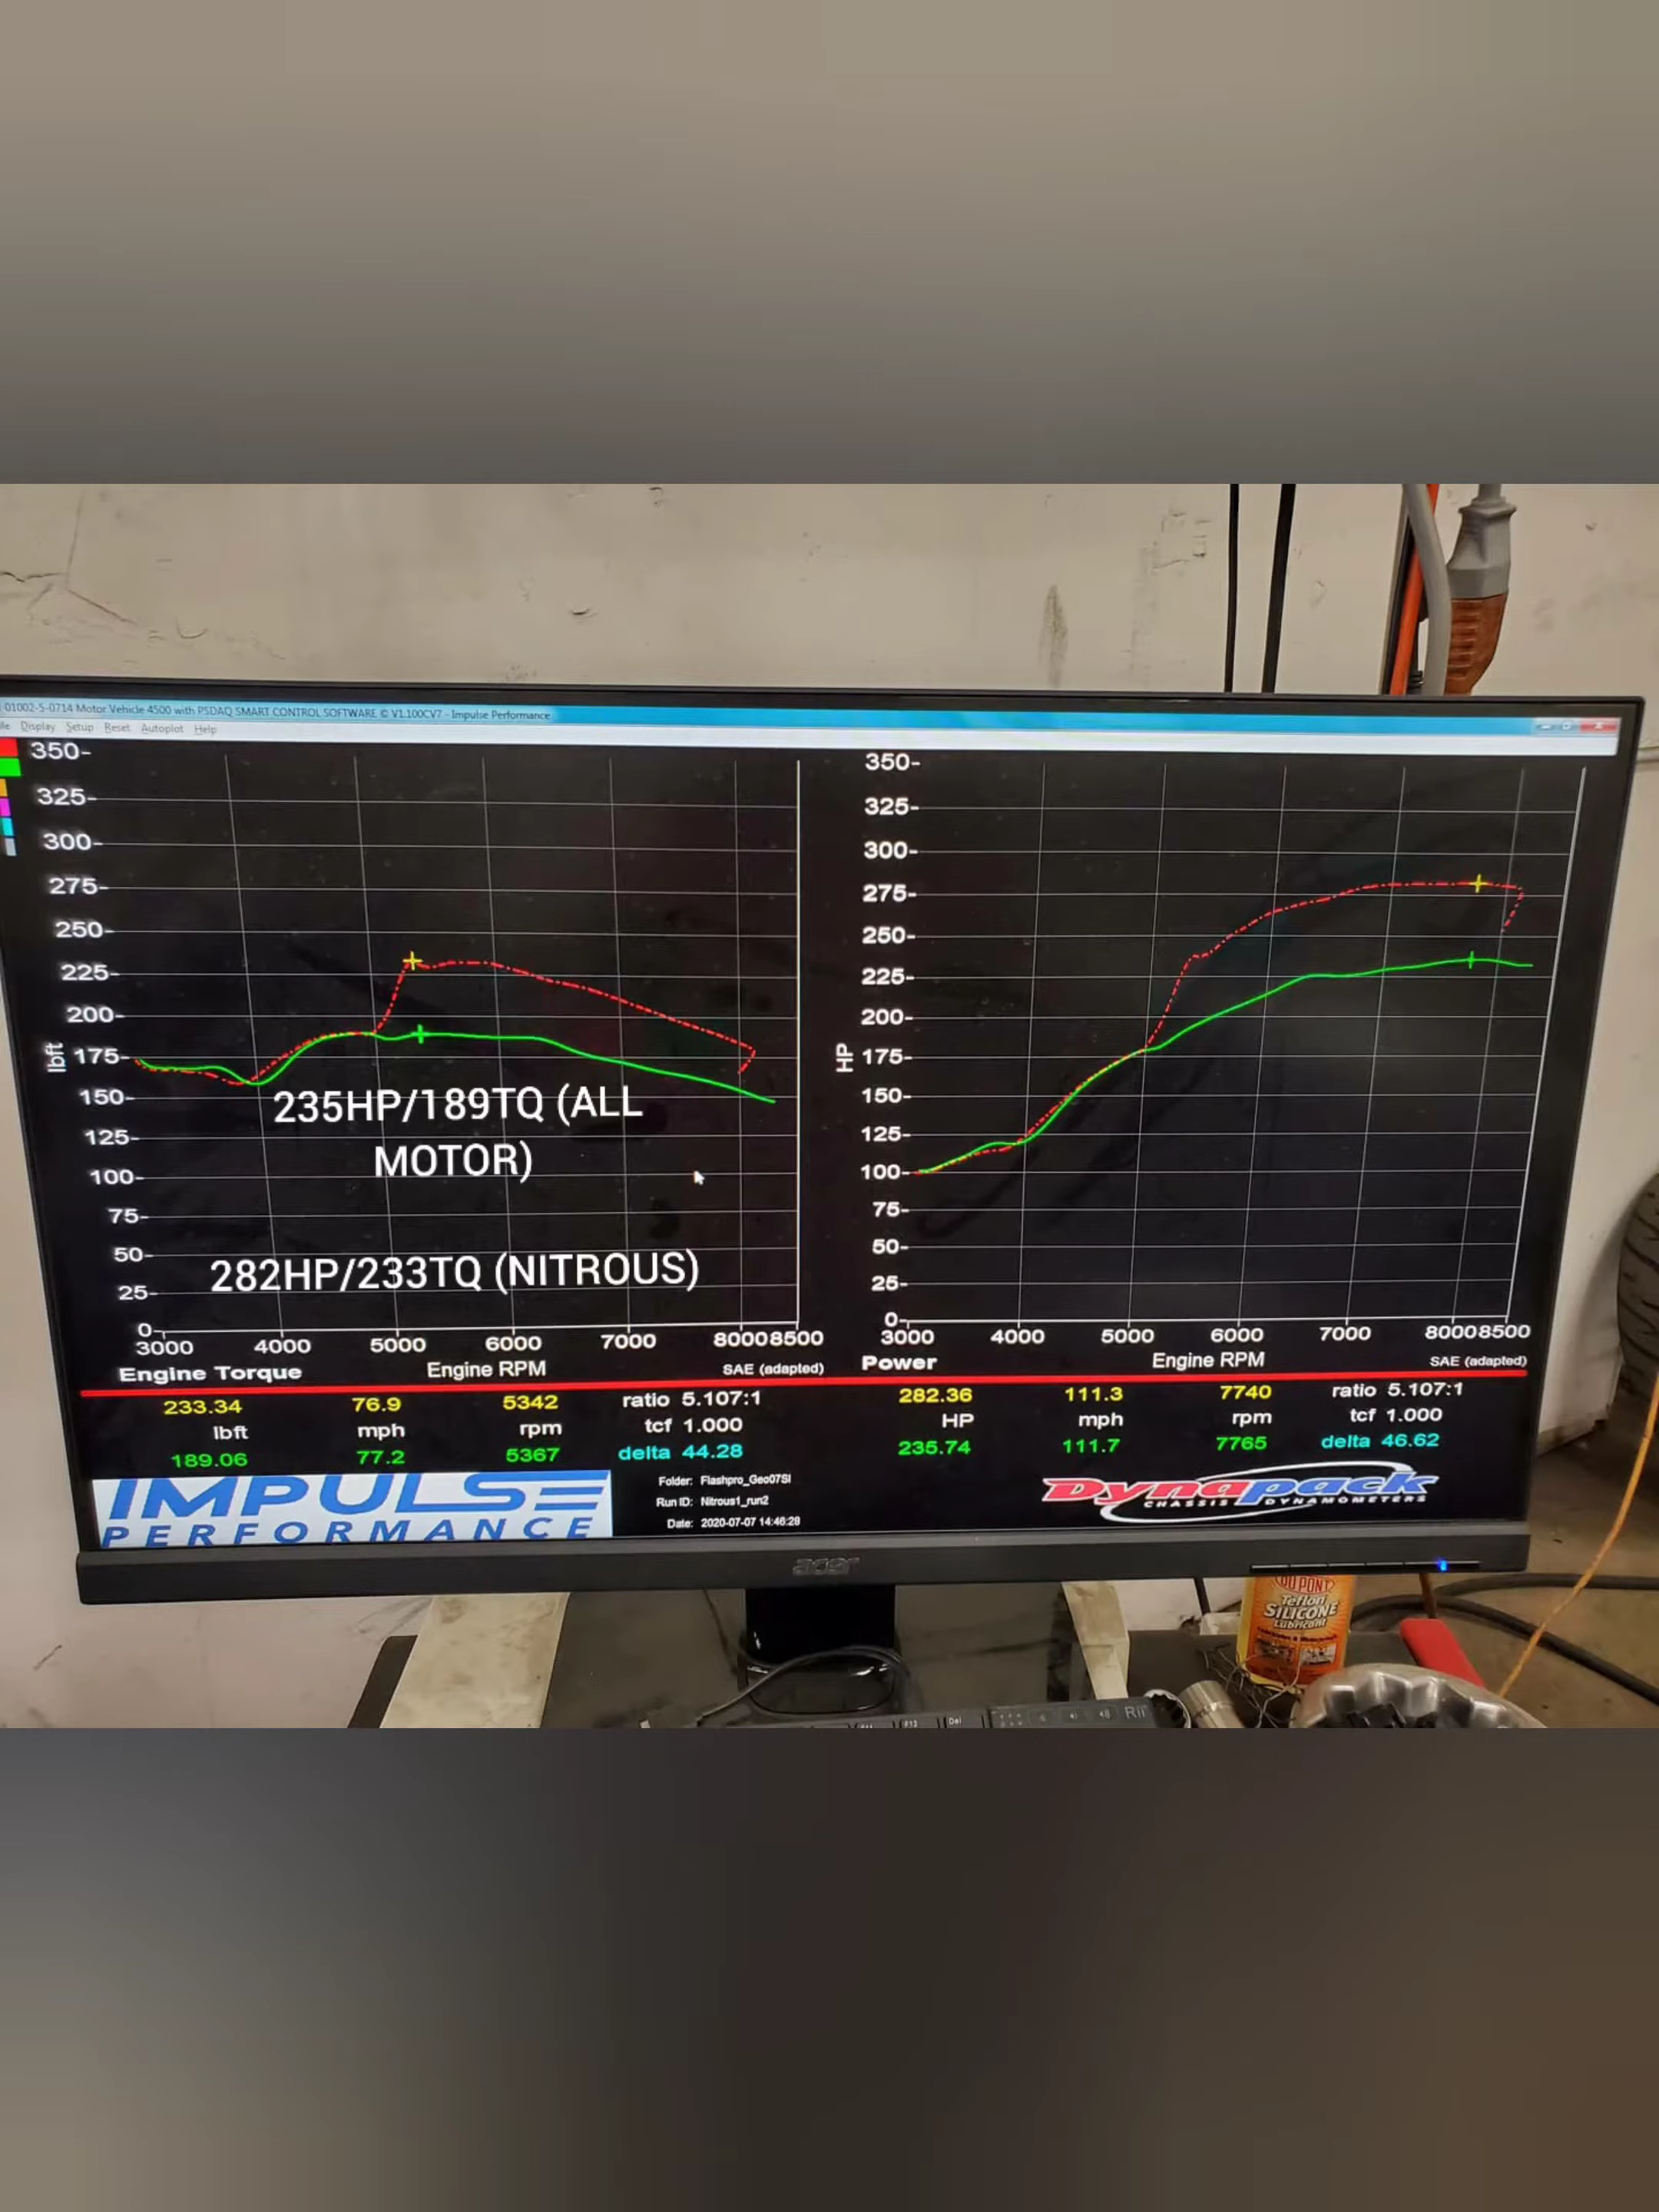 01002-5-0714 Motor Vehicle 4500 with PSDAQ SMART CONTROL SOFTWARE © V1.100CV7 - Impulse Performance
Display Setup Reset Autoplot Help
350-
325-
300-
275-
250-
225-
200-
lbft 175-
150-
125-
100-
75-
50-
25-
0-
3000 4000 5000 6000 7000 8000 8500
Engine Torque Engine RPM SAE (adapted)
235HP/189TQ (ALL
MOTOR)
282HP/233TQ (NITROUS)
350-
325-
300-
275-
250-
225-
200-
HP 175-
150-
125-
100-
75-
50-
25-
0-
3000 4000 5000 6000 7000 8000 8500
Power Engine RPM SAE (adapted)
233.34 76.9 5342 ratio 5.107:1
lbft mph rpm tcf 1.000
189.06 77.2 5367 delta 44.28
282.36 111.3 7740 ratio 5.107:1
HP mph rpm tcf 1.000
235.74 111.7 7765 delta 46.62
IMPULSE
PERFORMANCE
Folder: Flashpro_Geo07SI
Run ID: Nitrous1_run2
Date: 2020-07-07 14:46:28
Dynapack
CHASSIS DYNAMOMETERS
acer
DU PONT
Teflon
SILICONE
Lubricant
F12 Del